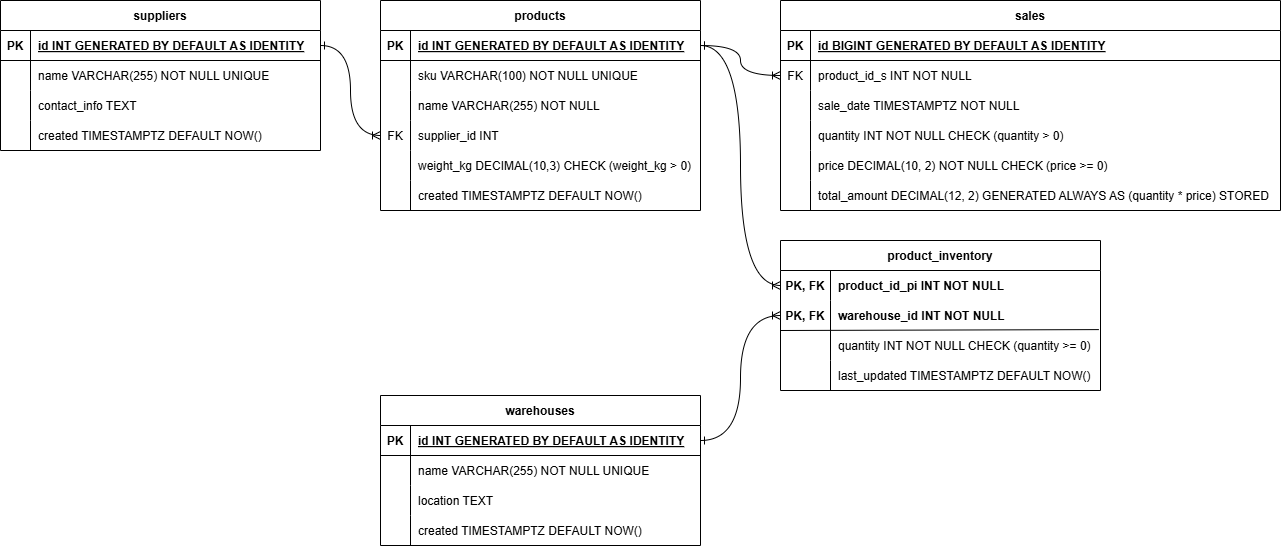 suppliers
PK id INT GENERATED BY DEFAULT AS IDENTITY
name VARCHAR(255) NOT NULL UNIQUE
contact_info TEXT
created TIMESTAMPTZ DEFAULT NOW()
products
PK id INT GENERATED BY DEFAULT AS IDENTITY
sku VARCHAR(100) NOT NULL UNIQUE
name VARCHAR(255) NOT NULL
FK supplier_id INT
weight_kg DECIMAL(10,3) CHECK (weight_kg > 0)
created TIMESTAMPTZ DEFAULT NOW()
sales
PK id BIGINT GENERATED BY DEFAULT AS IDENTITY
FK product_id_s INT NOT NULL
sale_date TIMESTAMPTZ NOT NULL
quantity INT NOT NULL CHECK (quantity > 0)
price DECIMAL(10, 2) NOT NULL CHECK (price >= 0)
total_amount DECIMAL(12, 2) GENERATED ALWAYS AS (quantity * price) STORED
product_inventory
PK, FK product_id_pi INT NOT NULL
PK, FK warehouse_id INT NOT NULL
quantity INT NOT NULL CHECK (quantity >= 0)
last_updated TIMESTAMPTZ DEFAULT NOW()
warehouses
PK id INT GENERATED BY DEFAULT AS IDENTITY
name VARCHAR(255) NOT NULL UNIQUE
location TEXT
created TIMESTAMPTZ DEFAULT NOW()